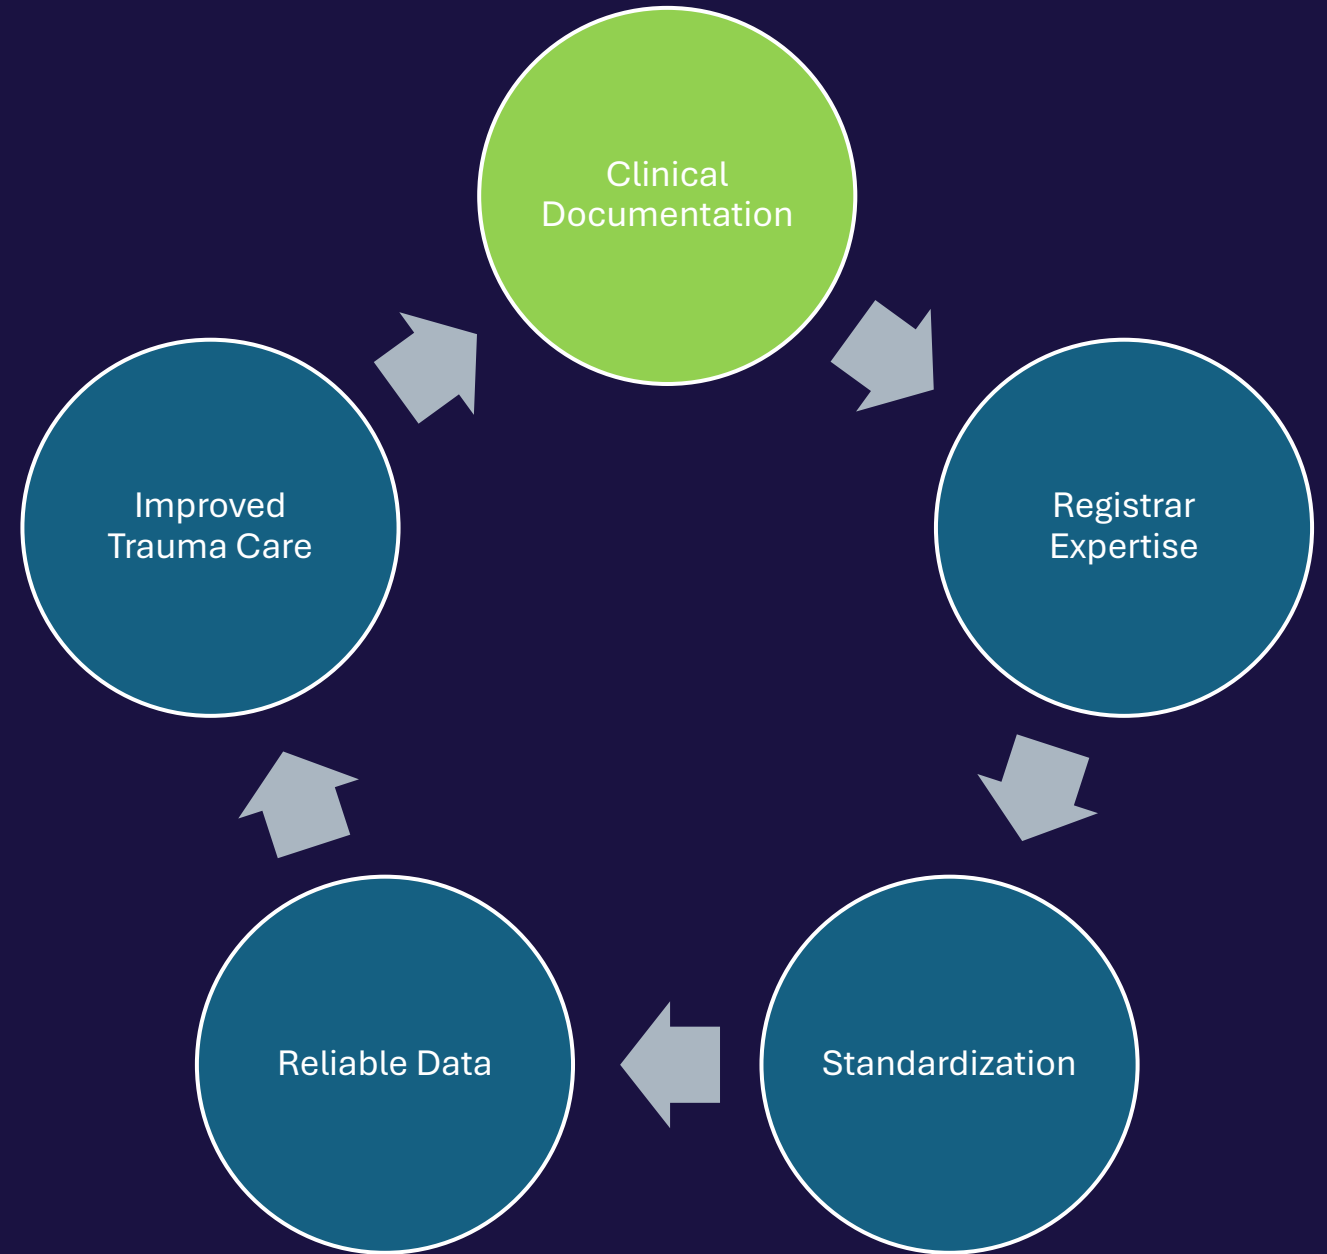 Clinical
Documentation
Registrar
Expertise
Standardization
Reliable Data
Improved
Trauma Care